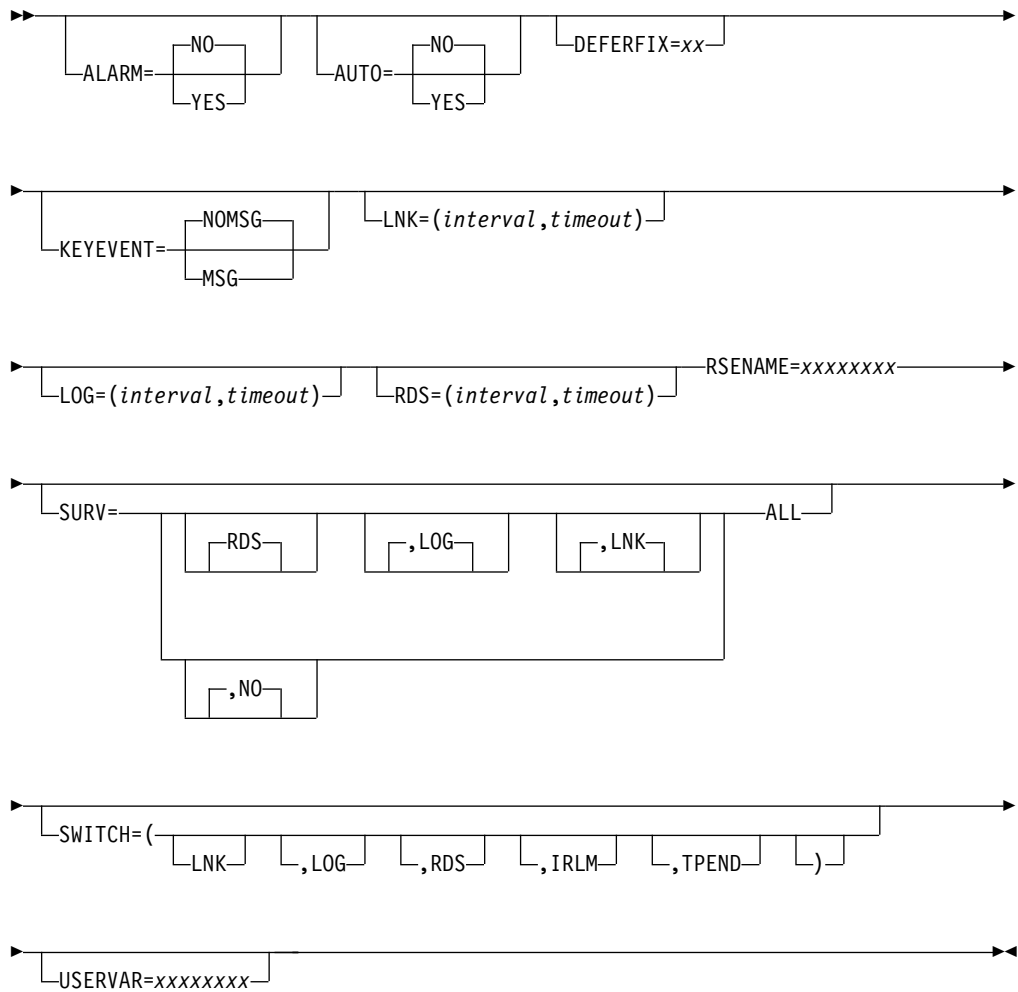 NO NO DEFERFIX=xx
ALARM= AUTO=
YES YES
LNK=(interval,timeout)
NOMSG
KEYEVENT=
MSG
RSENAME=xxxxxxxx
LOG=(interval,timeout) RDS=(interval,timeout)
SURV= ALL
RDS ,LOG ,LNK
,NO
SWITCH=(
LNK ,LOG ,RDS ,IRLM ,TPEND )
USERVAR=xxxxxxxx